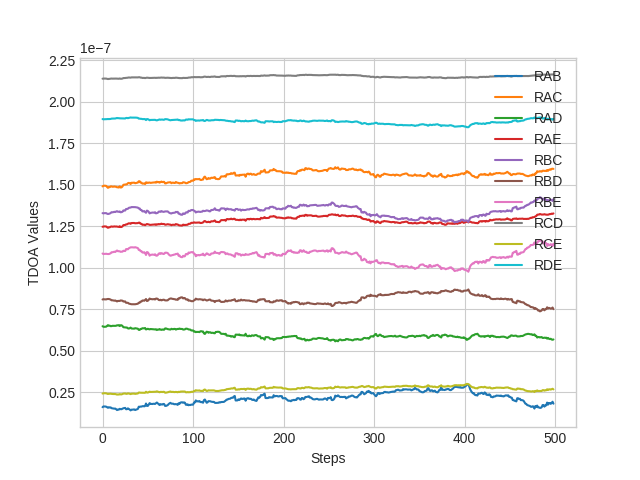 1e−7
2.25
2.00
1.75
1.50
1.25
1.00
0.75
0.50
0.25
TDOA Values
0
100
200
300
400
500
Steps
RAB
RAC
RAD
RAE
RBC
RBD
RBE
RCD
RCE
RDE